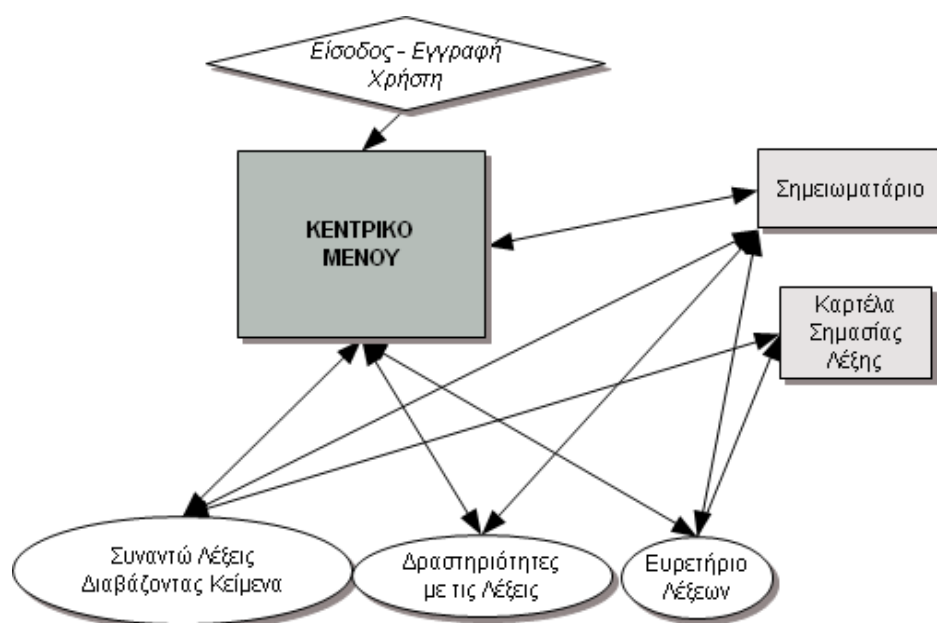 Είσοδος - Εγγραφή
Χρήστη
ΚΕΝΤΡΙΚΟ
ΜΕΝΟΥ
Σημειωματάριο
Καρτέλα
Σημασίας
Λέξης
Συναντώ Λέξεις
Διαβάζοντας Κείμενα
Δραστηριότητες
με τις Λέξεις
Ευρετήριο
Λέξεων